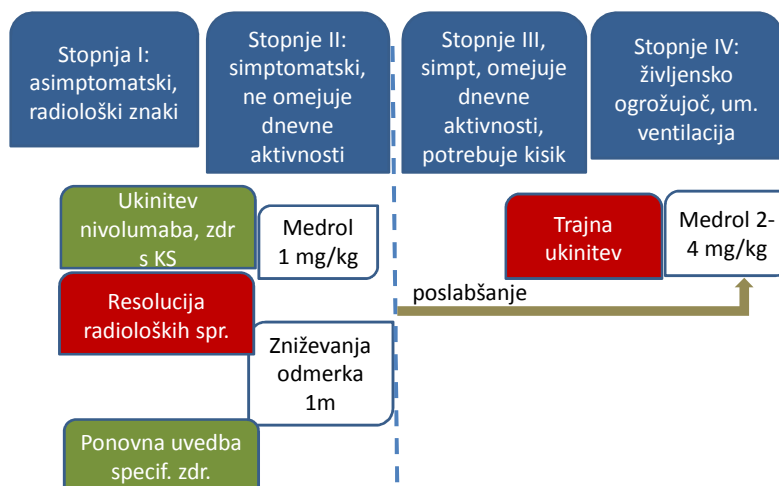 Stopnja I:
asimptomatski,
radiološki znaki
Stopnje II:
simptomatski,
ne omejuje
dnevne
aktivnosti
Stopnje III,
simpt, omejuje
dnevne
aktivnosti,
potrebuje kisik
Stopnje IV:
življensko
ogrožujoč, um.
ventilacija
Ukinitev
nivolumaba, zdr
s KS
Medrol
1 mg/kg
Trajna
ukinitev
Medrol 2-
4 mg/kg
Resolucija
radioloških spr.
poslabšanje
Zniževanja
odmerka
1m
Ponovna uvedba
specif. zdr.